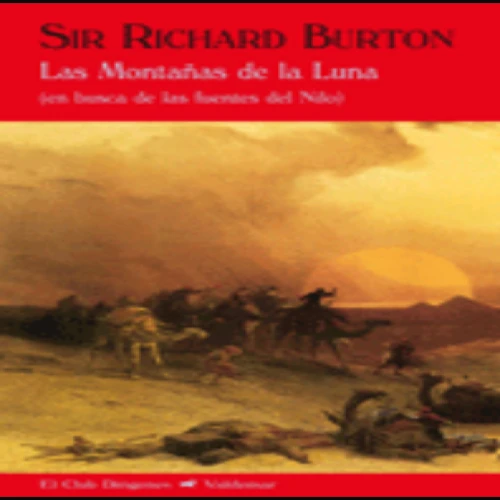 Sir Richard Burton
Las Montañas de la Luna
(en busca de las fuentes del Nilo)
El Club Diógenes Valdemar